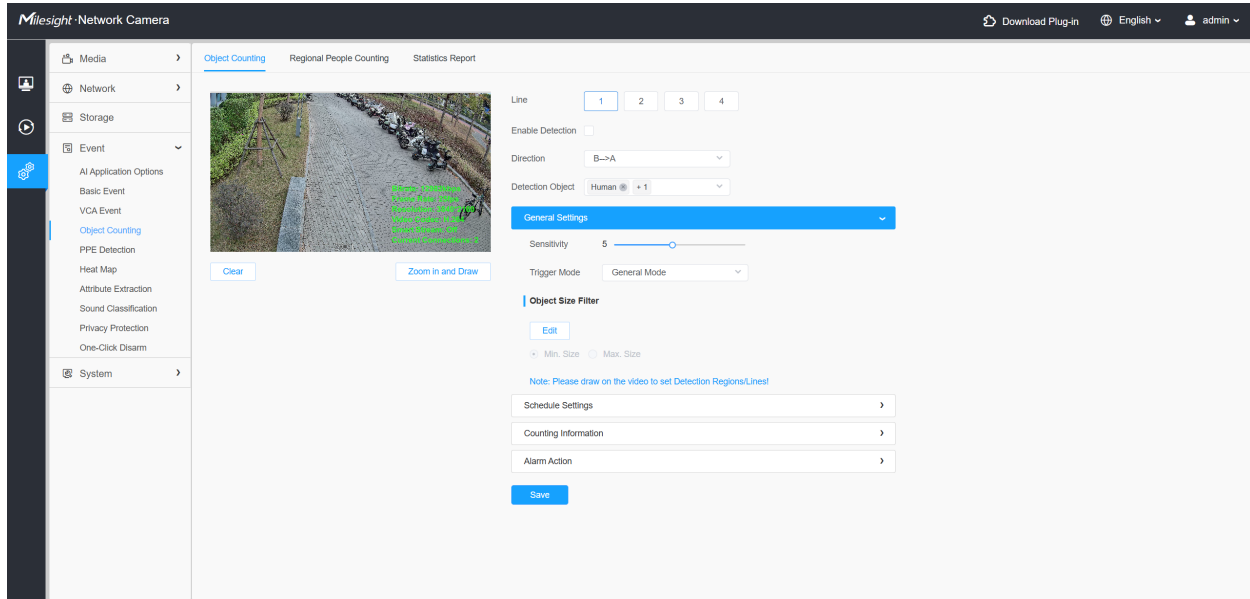 Milesight · Network Camera
Download Plug-in
English
admin
Media
Network
Storage
Event
AI Application Options
Basic Event
VCA Event
Object Counting
PPE Detection
Heat Map
Attribute Extraction
Sound Classification
Privacy Protection
One-Click Disarm
System
Object Counting Regional People Counting Statistics Report
Clear
Zoom in and Draw
Line 1 2 3 4
Enable Detection
Direction B-->A
Detection Object Human + 1
General Settings
Sensitivity 5
Trigger Mode General Mode
Object Size Filter
Edit
Min. Size Max. Size
Note: Please draw on the video to set Detection Regions/Lines!
Schedule Settings
Counting Information
Alarm Action
Save